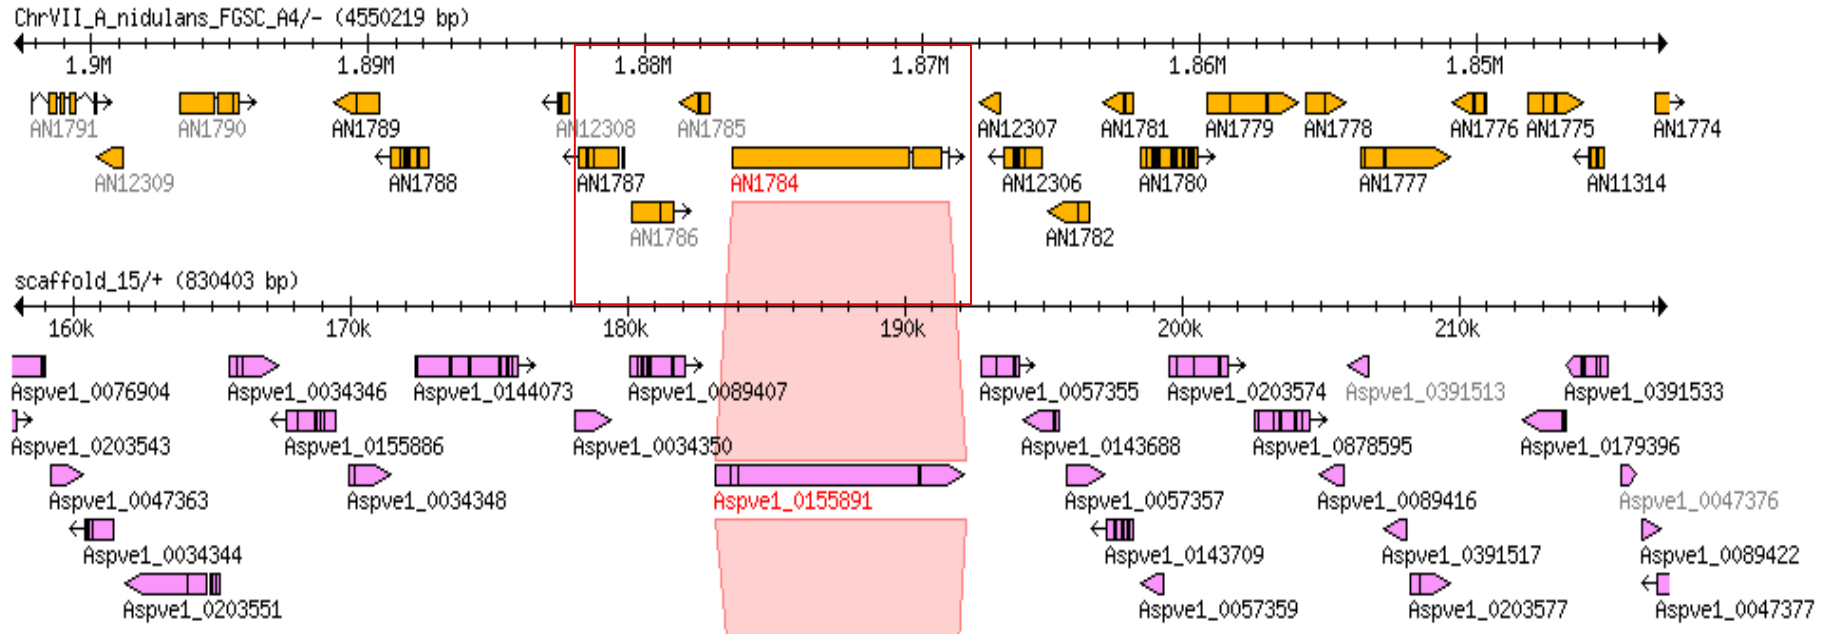 ChrVII_A_nidulans_FGSC_A4/- (4550219 bp)
1.9M 1.89M 1.88M 1.87M 1.86M 1.85M
AN1791 AN1790 AN1789 AN12308 AN1785 AN12307 AN1781 AN1779 AN1778 AN1776 AN1775 AN1774
AN12309 AN1788 AN1787 AN1784 AN12306 AN1780 AN1777 AN11314
AN1786 AN1782
scaffold_15/+ (830403 bp)
160k 170k 180k 190k 200k 210k
Aspve1_0076904 Aspve1_0034346 Aspve1_0144073 Aspve1_0089407 Aspve1_0057355 Aspve1_0203574 Aspve1_0391513 Aspve1_0391533
Aspve1_0203543 Aspve1_0155886 Aspve1_0034350 Aspve1_0143688 Aspve1_0878595 Aspve1_0179396
Aspve1_0047363 Aspve1_0034348 Aspve1_0155891 Aspve1_0057357 Aspve1_0089416 Aspve1_0047376
Aspve1_0034344 Aspve1_0143709 Aspve1_0391517 Aspve1_0089422
Aspve1_0203551 Aspve1_0057359 Aspve1_0203577 Aspve1_0047377